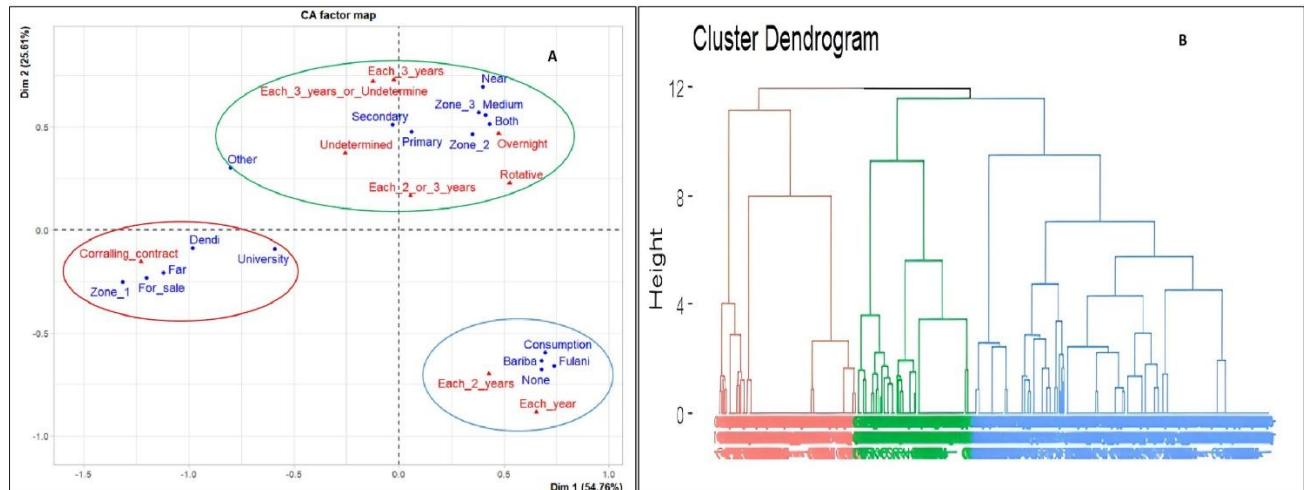 CA factor map
A
Dim 2 (25.61%)
0.5
0.0
-0.5
-1.0
Each_3_years
Near
Each_3_years_or_Undetermine
Zone_3 Medium
Secondary
Both
Primary
Zone_2
Overnight
Undetermined
Other
Rotative
Each_2_or_3_years
Dendi
Corralling_contract
University
Far
Zone_1
For_sale
Consumption
Bariba
Fulani
Each_2_years
None
Each_year
-1.5
-1.0
-0.5
0.0
0.5
1.0
Dim 1 (54.76%)
Cluster Dendrogram
B
Height
12
8
4
0